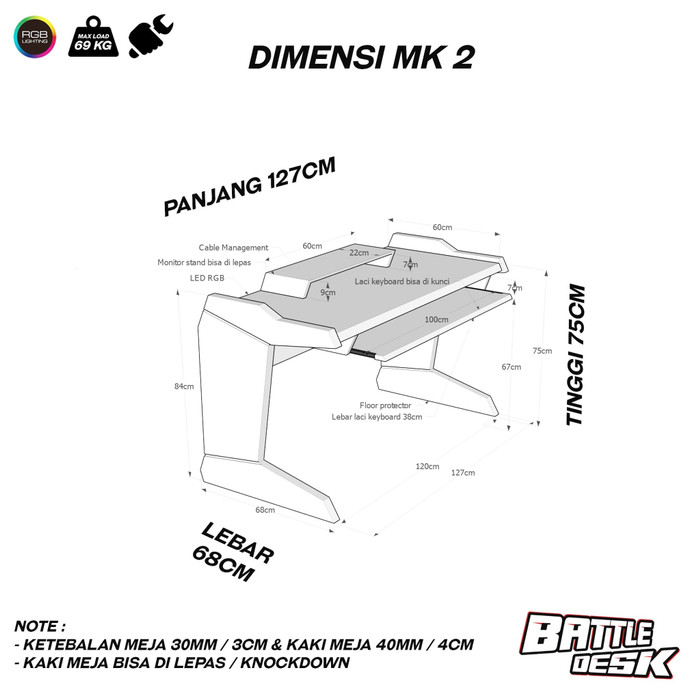 RGB
LIGHTING
MAX LOAD
69 KG
DIMENSI MK 2
PANJANG 127CM
60cm
Cable Management
60cm
22cm
Monitor stand bisa di lepas
7cm
LED RGB
Laci keyboard bisa di kunci
9cm
7cm
100cm
TINGGI 75CM
75cm
67cm
84cm
Floor protector
Lebar laci keyboard 38cm
120cm
127cm
68cm
LEBAR
68CM
NOTE :
- KETEBALAN MEJA 30MM / 3CM & KAKI MEJA 40MM / 4CM
- KAKI MEJA BISA DI LEPAS / KNOCKDOWN
BATTLE
DESK